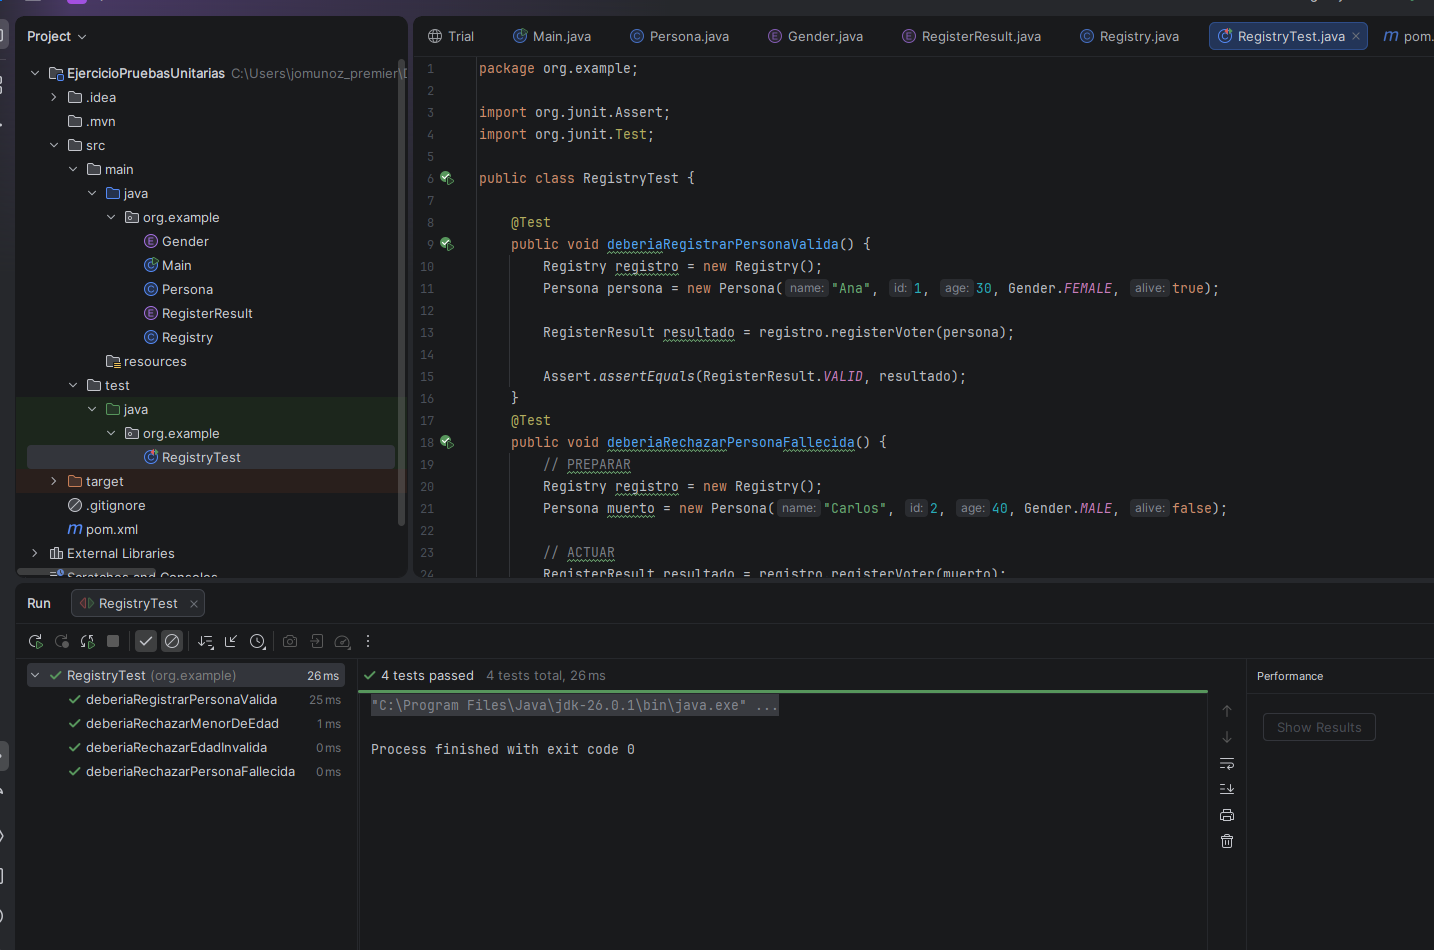 Project
EjercicioPruebasUnitarias C:\Users\jomunoz_premier\D
.idea
.mvn
src
main
java
org.example
Gender
Main
Persona
RegisterResult
Registry
resources
test
java
org.example
RegistryTest
target
.gitignore
pom.xml
External Libraries
Scratches and Consoles
Trial Main.java Persona.java Gender.java RegisterResult.java Registry.java RegistryTest.java pom.
1 package org.example;
2
3 import org.junit.Assert;
4 import org.junit.Test;
5
6 public class RegistryTest {
7
8 @Test
9 public void deberiaRegistrarPersonaValida() {
10 Registry registro = new Registry();
11 Persona persona = new Persona( name: "Ana", id: 1, age: 30, Gender.FEMALE, alive: true);
12
13 RegisterResult resultado = registro.registerVoter(persona);
14
15 Assert.assertEquals(RegisterResult.VALID, resultado);
16 }
17 @Test
18 public void deberiaRechazarPersonaFallecida() {
19 // PREPARAR
20 Registry registro = new Registry();
21 Persona muerto = new Persona( name: "Carlos", id: 2, age: 40, Gender.MALE, alive: false);
22
23 // ACTUAR
24 RegisterResult resultado = registro.registerVoter(muerto);
Run RegistryTest
RegistryTest (org.example) 26 ms
deberiaRegistrarPersonaValida 25 ms
deberiaRechazarMenorDeEdad 1 ms
deberiaRechazarEdadInvalida 0 ms
deberiaRechazarPersonaFallecida 0 ms
4 tests passed 4 tests total, 26 ms
"C:\Program Files\Java\jdk-26.0.1\bin\java.exe" ...
Process finished with exit code 0
Performance
Show Results